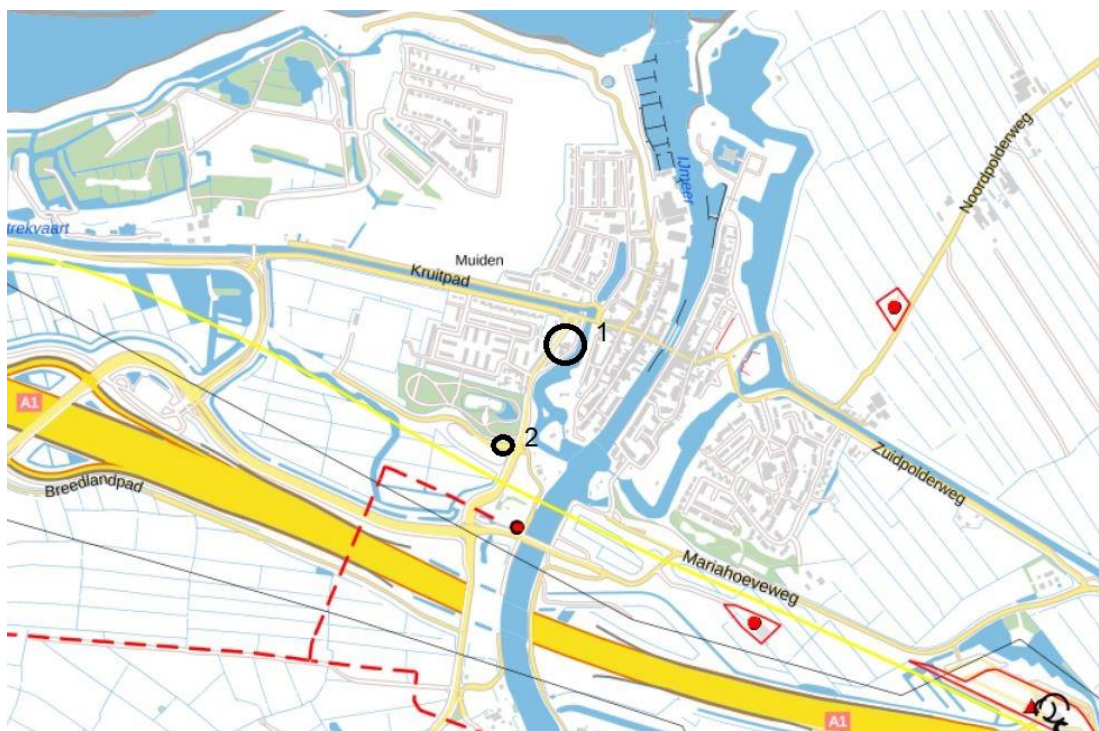 IJmeer
Noordpolderweg
trekvaart
Muiden
Kruitpad
1
A1
2
Zuidpolderweg
Breedlandpad
Mariahoeveweg
A1